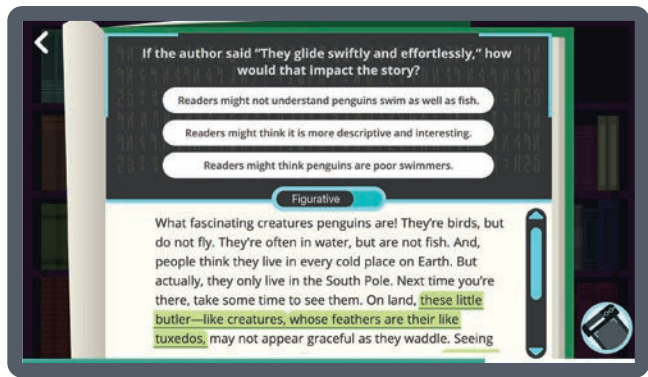 If the author said “They glide swiftly and effortlessly,” how
would that impact the story?
Readers might not understand penguins swim as well as fish.
Readers might think it is more descriptive and interesting.
Readers might think penguins are poor swimmers.
Figurative
What fascinating creatures penguins are! They’re birds, but
do not fly. They’re often in water, but are not fish. And,
people think they live in every cold place on Earth. But
actually, they only live in the South Pole. Next time you’re
there, take some time to see them. On land, these little
butler—like creatures, whose feathers are their like
tuxedos, may not appear graceful as they waddle. Seeing